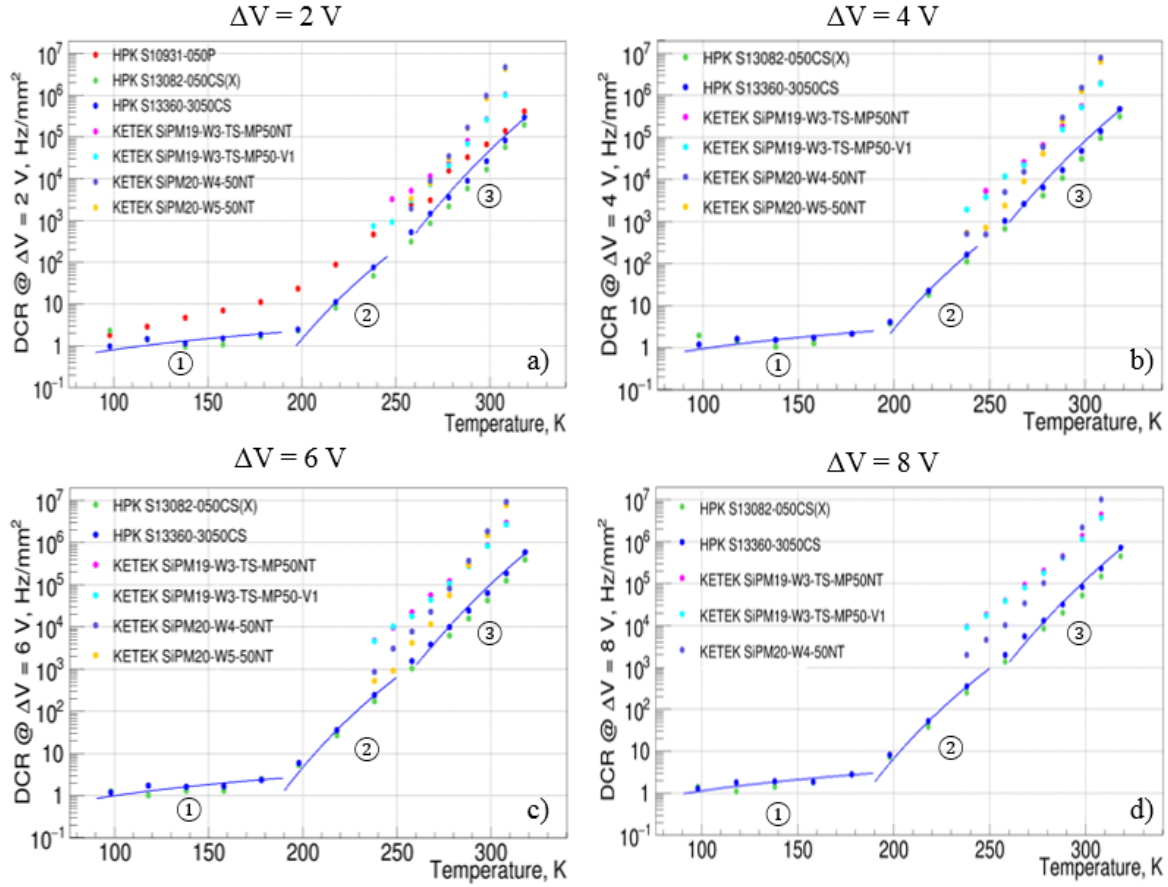 ΔV = 2 V
DCR @ ΔV = 2 V, Hz/mm²
10⁷
10⁶
10⁵
10⁴
10³
10²
10
1
10⁻¹
HPK S10931-050P
HPK S13082-050CS(X)
HPK S13360-3050CS
KETEK SiPM19-W3-TS-MP50NT
KETEK SiPM19-W3-TS-MP50-V1
KETEK SiPM20-W4-50NT
KETEK SiPM20-W5-50NT
①
②
③
a)
100 150 200 250 300
Temperature, K
ΔV = 4 V
DCR @ ΔV = 4 V, Hz/mm²
10⁷
10⁶
10⁵
10⁴
10³
10²
10
1
10⁻¹
HPK S13082-050CS(X)
HPK S13360-3050CS
KETEK SiPM19-W3-TS-MP50NT
KETEK SiPM19-W3-TS-MP50-V1
KETEK SiPM20-W4-50NT
KETEK SiPM20-W5-50NT
①
②
③
b)
100 150 200 250 300
Temperature, K
ΔV = 6 V
DCR @ ΔV = 6 V, Hz/mm²
10⁷
10⁶
10⁵
10⁴
10³
10²
10
1
10⁻¹
HPK S13082-050CS(X)
HPK S13360-3050CS
KETEK SiPM19-W3-TS-MP50NT
KETEK SiPM19-W3-TS-MP50-V1
KETEK SiPM20-W4-50NT
KETEK SiPM20-W5-50NT
①
②
③
c)
100 150 200 250 300
Temperature, K
ΔV = 8 V
DCR @ ΔV = 8 V, Hz/mm²
10⁷
10⁶
10⁵
10⁴
10³
10²
10
1
10⁻¹
HPK S13082-050CS(X)
HPK S13360-3050CS
KETEK SiPM19-W3-TS-MP50NT
KETEK SiPM19-W3-TS-MP50-V1
KETEK SiPM20-W4-50NT
①
②
③
d)
100 150 200 250 300
Temperature, K